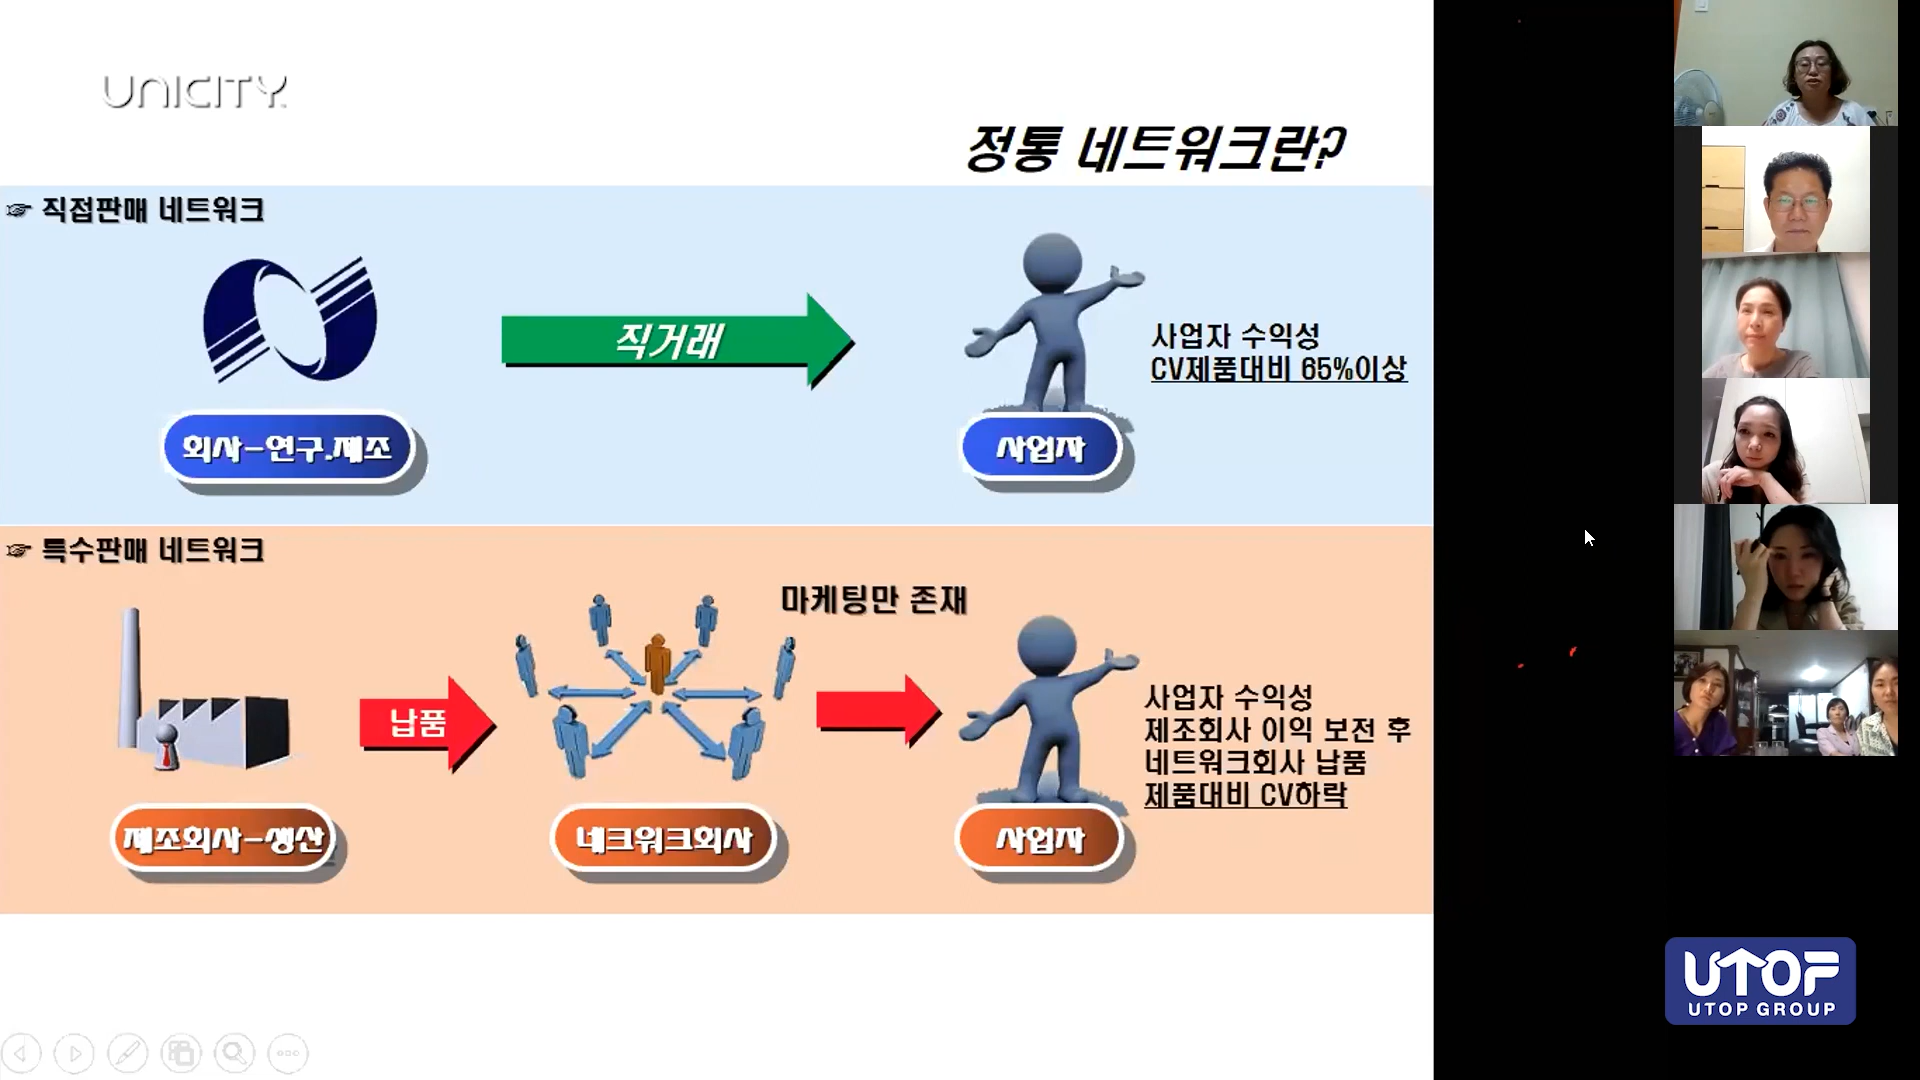 UNICITY
정통 네트워크란?
☞ 직접판매 네트워크
직거래
사업자 수익성
CV제품대비 65%이상
회사-연구.제조
사업자
☞ 특수판매 네트워크
마케팅만 존재
납품
사업자 수익성
제조회사 이익 보전 후
네트워크회사 납품
제품대비 CV하락
제조회사-생산
네크워크회사
사업자
UTOP
UTOP GROUP